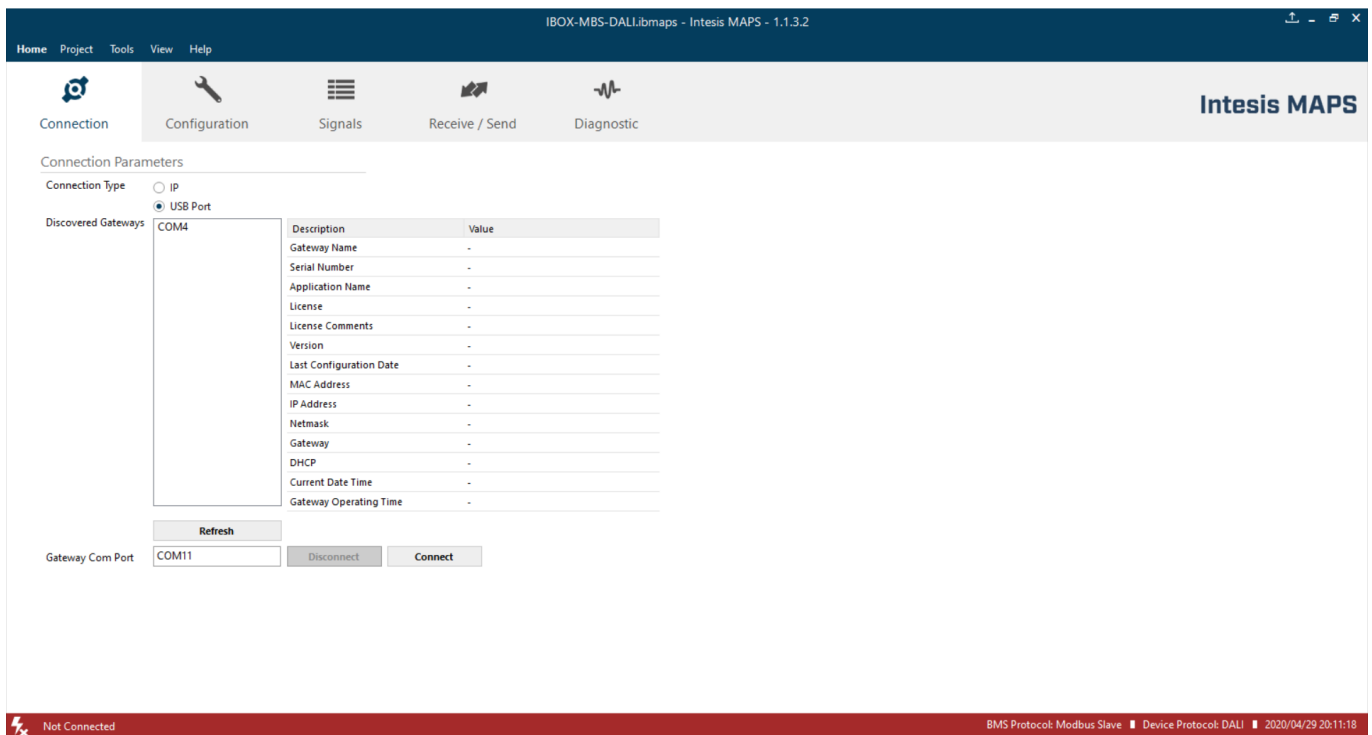 IBOX-MBS-DALI.ibmaps - Intesis MAPS - 1.1.3.2
Home Project Tools View Help
Connection Configuration Signals Receive / Send Diagnostic
Intesis MAPS
Connection Parameters
Connection Type
IP
USB Port
Discovered Gateways
COM4
Description Value
Gateway Name -
Serial Number -
Application Name -
License -
License Comments -
Version -
Last Configuration Date -
MAC Address -
IP Address -
Netmask -
Gateway -
DHCP -
Current Date Time -
Gateway Operating Time -
Refresh
Gateway Com Port COM11 Disconnect Connect
Not Connected
BMS Protocol: Modbus Slave Device Protocol: DALI 2020/04/29 20:11:18